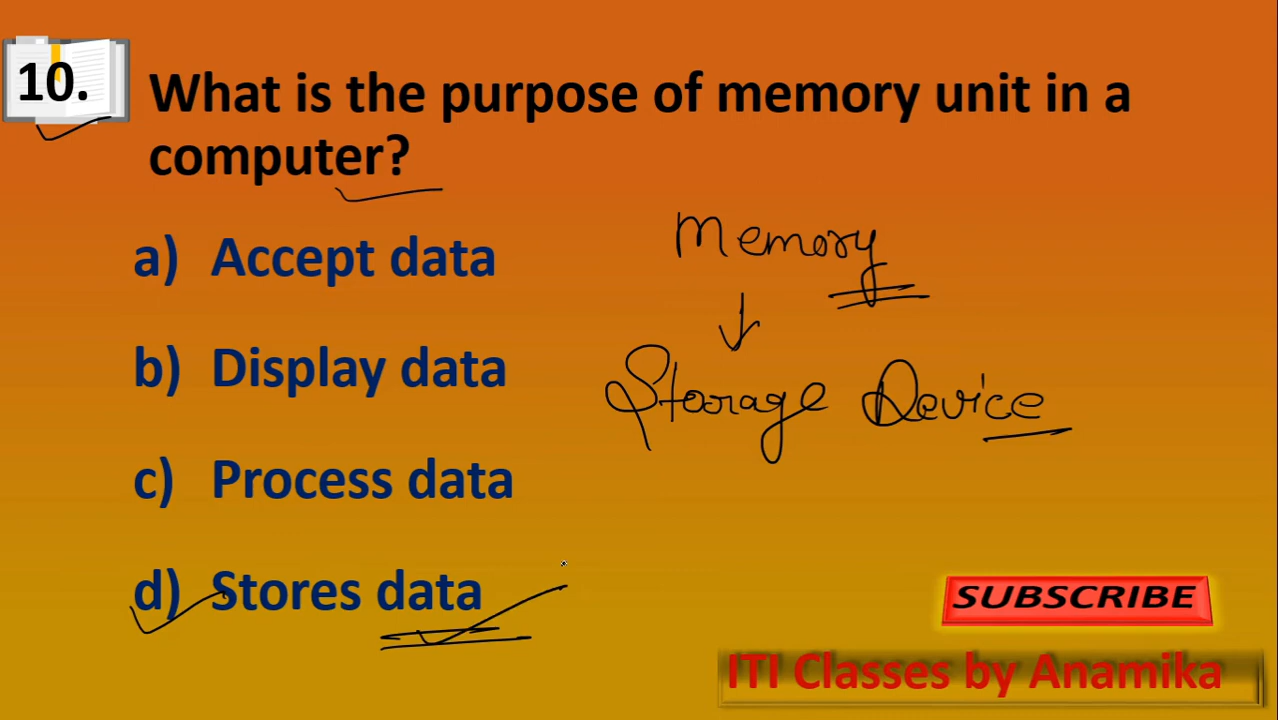 10.
What is the purpose of memory unit in a
computer?
a) Accept data
b) Display data
c) Process data
d) Stores data
Memory
Storage Device
SUBSCRIBE
ITI Classes by Anamika